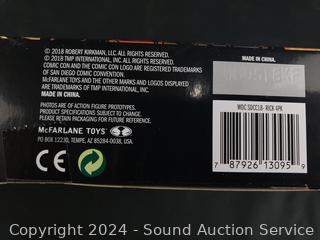 © 2018 ROBERT KIRKMAN, LLC. ALL RIGHTS RESERVED.
© 2018 TMP INTERNATIONAL, INC. ALL RIGHTS RESERVED.
COMIC CON AND THE COMIC CON LOGO ARE REGISTERED TRADEMARKS
OF SAN DIEGO COMIC CONVENTION.
McFARLANE TOYS AND THE OTHER MARKS AND LOGOS DISPLAYED
ARE TRADEMARKS OF TMP INTERNATIONAL, INC.
MADE IN CHINA.
PHOTOS ARE OF ACTION FIGURE PROTOTYPES.
PRODUCT SPECIFICATIONS SUBJECT TO CHANGE.
PLEASE RETAIN PACKAGING FOR FUTURE REFERENCE.
McFARLANE TOYS
PO BOX 12230, TEMPE, AZ 85284-0038, USA.
CE
MADE IN CHINA.
WDC SDCC18- RICK 4PK
7 87926 13095 9
Copyright 2024 - Sound Auction Service